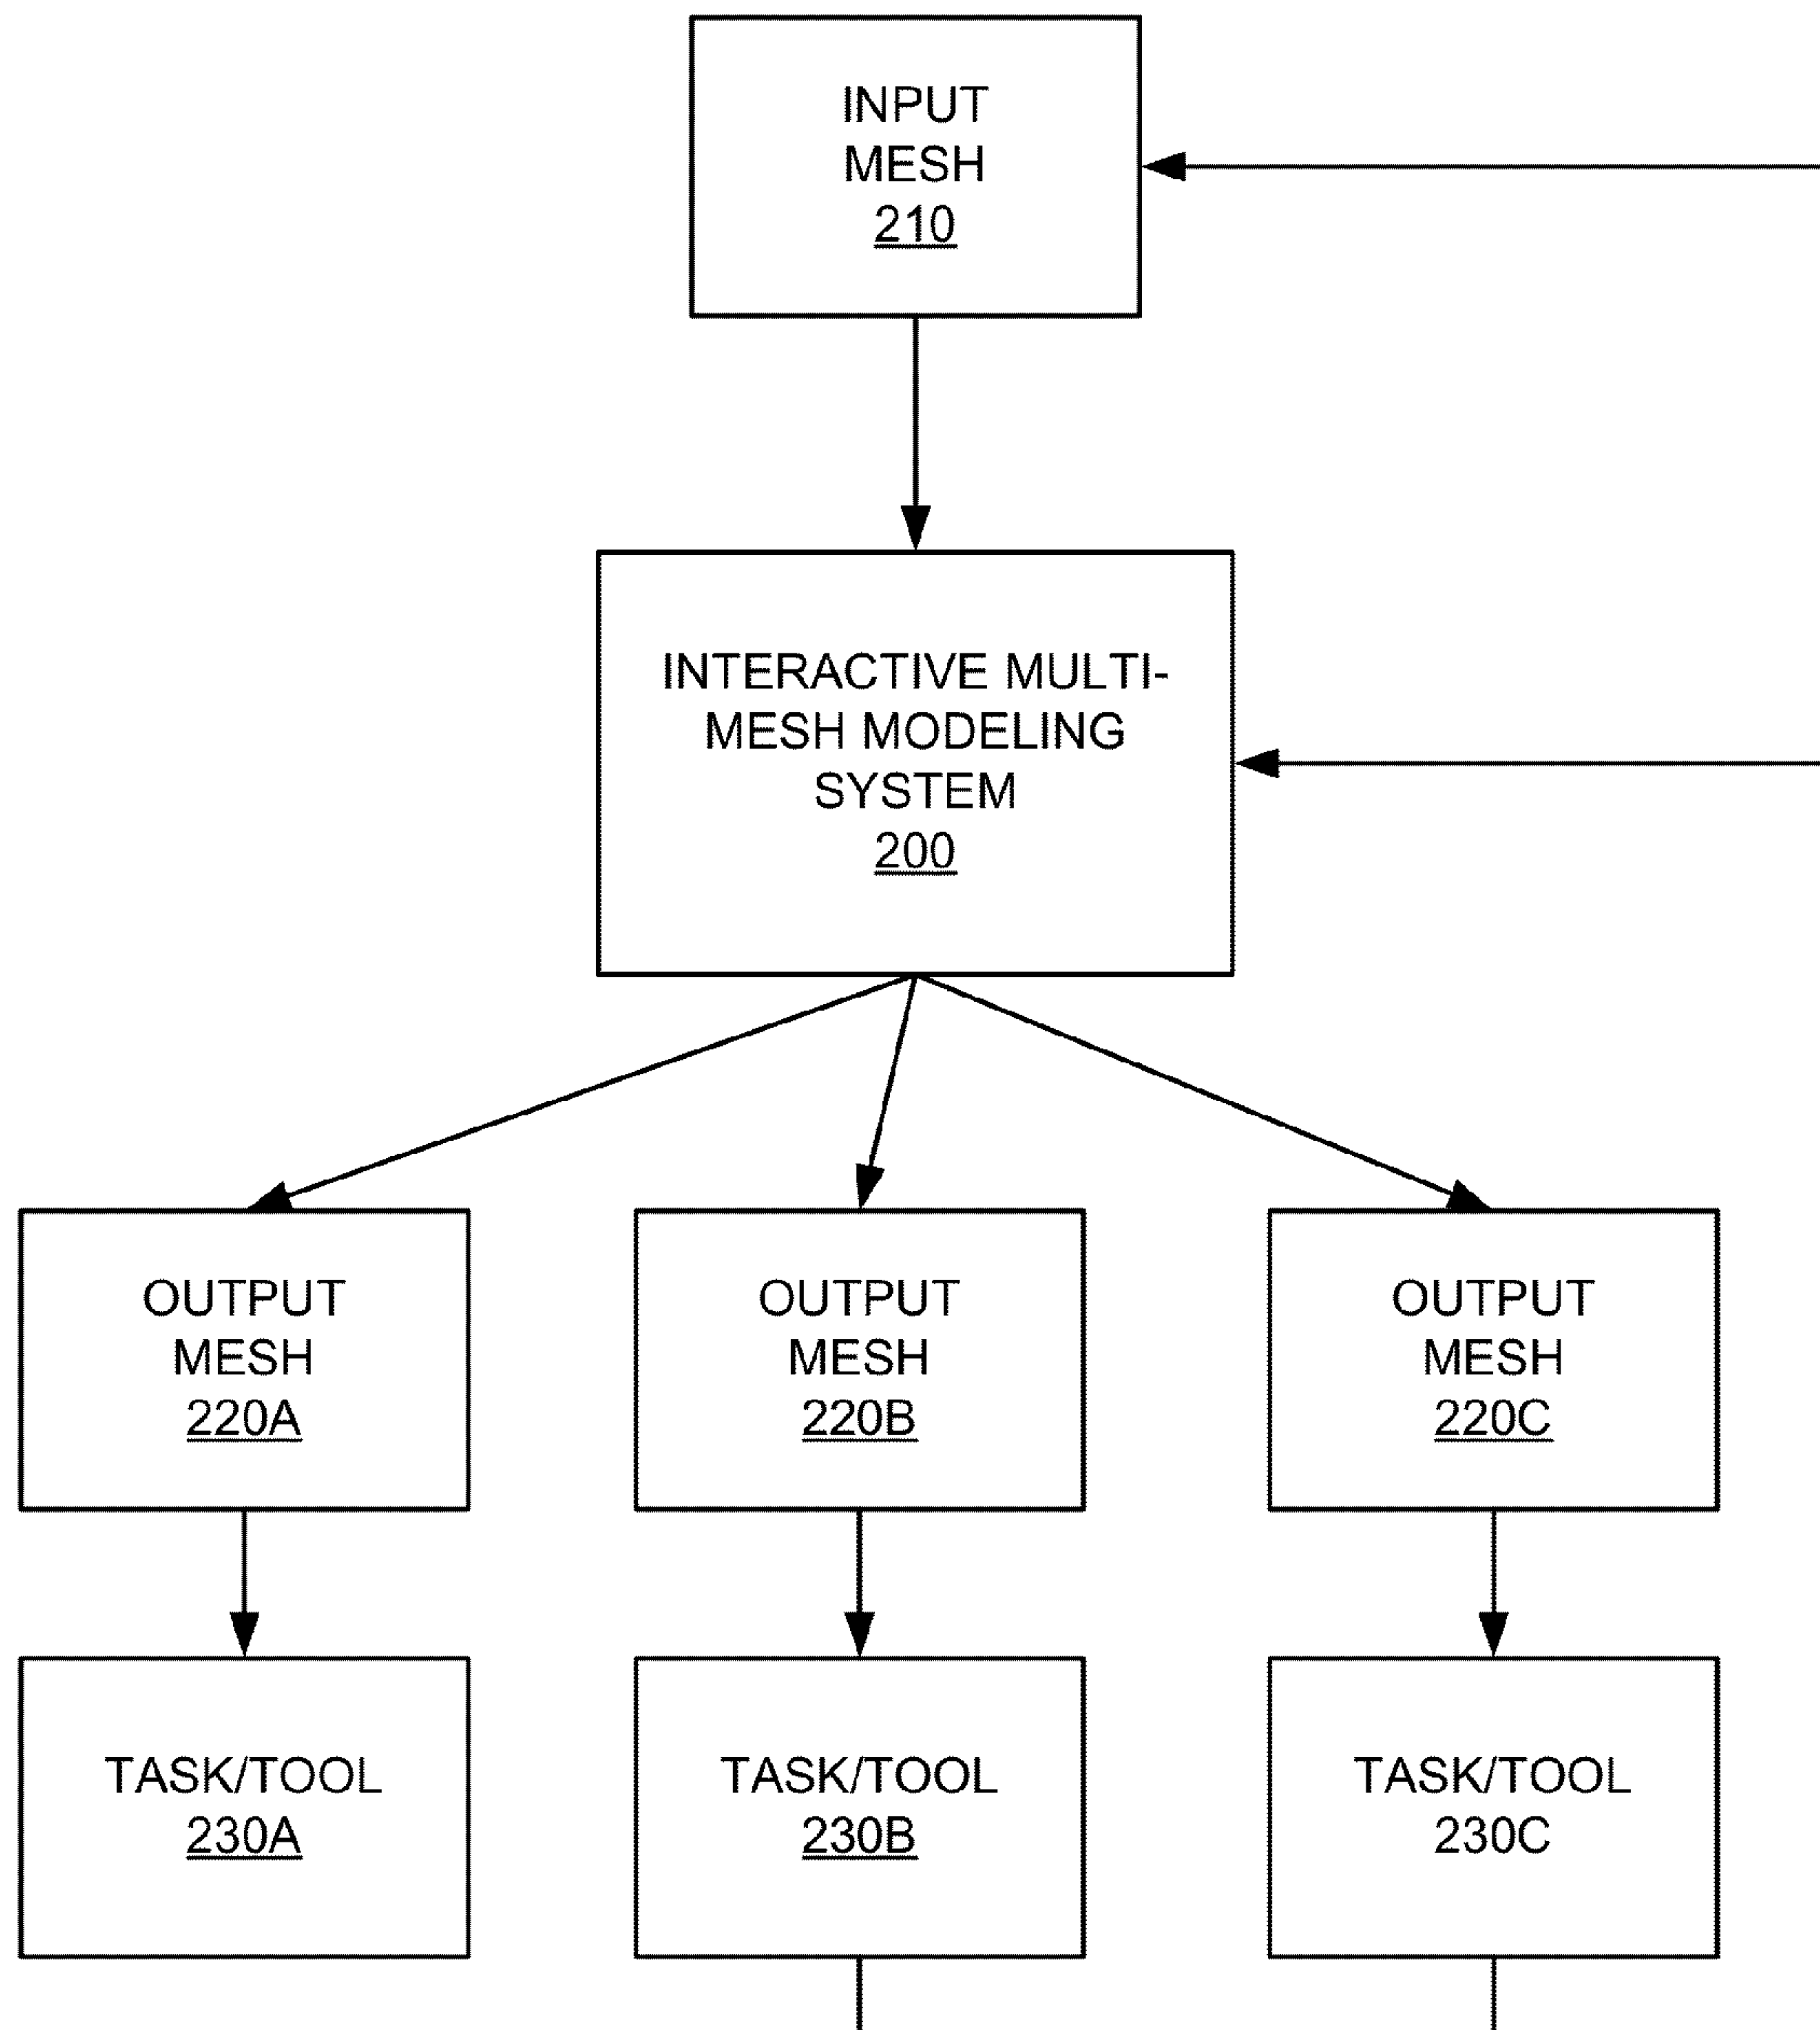 INPUT
MESH
210
INTERACTIVE MULTI-
MESH MODELING
SYSTEM
200
OUTPUT
MESH
220A
OUTPUT
MESH
220B
OUTPUT
MESH
220C
TASK/TOOL
230A
TASK/TOOL
230B
TASK/TOOL
230C